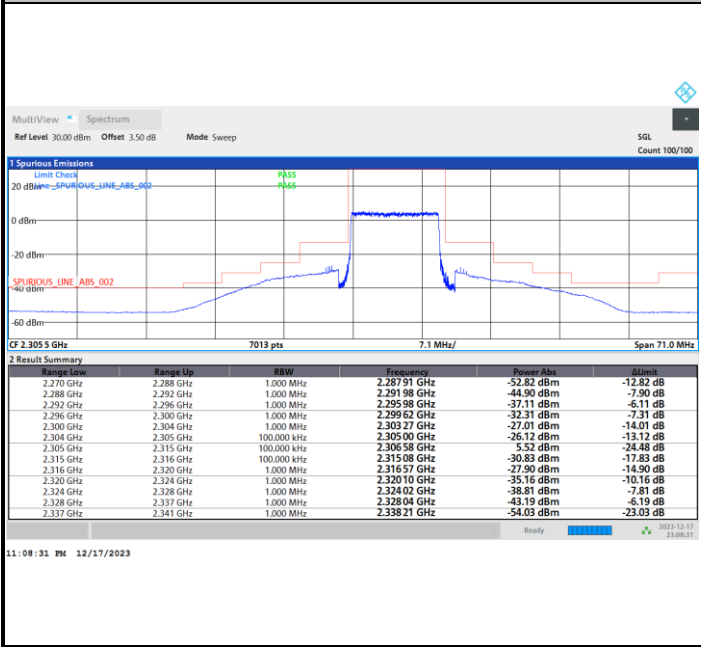 MultiView Spectrum
Ref Level 30.00 dBm Offset 3.50 dB Mode Sweep SGL
Count 100/100
1 Spurious Emissions
Limit Check PASS
20 dBm Line _SPURIOUS_LINE_ABS_002 PASS
0 dBm
-20 dBm
_SPURIOUS_LINE_ABS_002
-40 dBm
-60 dBm
CF 2.305 5 GHz 7013 pts 7.1 MHz/ Span 71.0 MHz
2 Result Summary
Range Low Range Up RBW Frequency Power Abs ΔLimit
2.270 GHz 2.288 GHz 1.000 MHz 2.287 91 GHz -52.82 dBm -12.82 dB
2.288 GHz 2.292 GHz 1.000 MHz 2.291 98 GHz -44.90 dBm -7.90 dB
2.292 GHz 2.296 GHz 1.000 MHz 2.295 98 GHz -37.11 dBm -6.11 dB
2.296 GHz 2.300 GHz 1.000 MHz 2.299 62 GHz -32.31 dBm -7.31 dB
2.300 GHz 2.304 GHz 1.000 MHz 2.303 27 GHz -27.01 dBm -14.01 dB
2.304 GHz 2.305 GHz 100.000 kHz 2.305 00 GHz -26.12 dBm -13.12 dB
2.305 GHz 2.315 GHz 100.000 kHz 2.306 58 GHz 5.52 dBm -24.48 dB
2.315 GHz 2.316 GHz 100.000 kHz 2.315 08 GHz -30.83 dBm -17.83 dB
2.316 GHz 2.320 GHz 1.000 MHz 2.316 57 GHz -27.90 dBm -14.90 dB
2.320 GHz 2.324 GHz 1.000 MHz 2.320 10 GHz -35.16 dBm -10.16 dB
2.324 GHz 2.328 GHz 1.000 MHz 2.324 02 GHz -38.81 dBm -7.81 dB
2.328 GHz 2.337 GHz 1.000 MHz 2.328 04 GHz -43.19 dBm -6.19 dB
2.337 GHz 2.341 GHz 1.000 MHz 2.338 21 GHz -54.03 dBm -23.03 dB
Ready 2023-12-17
23:08:31
11:08:31 PM 12/17/2023